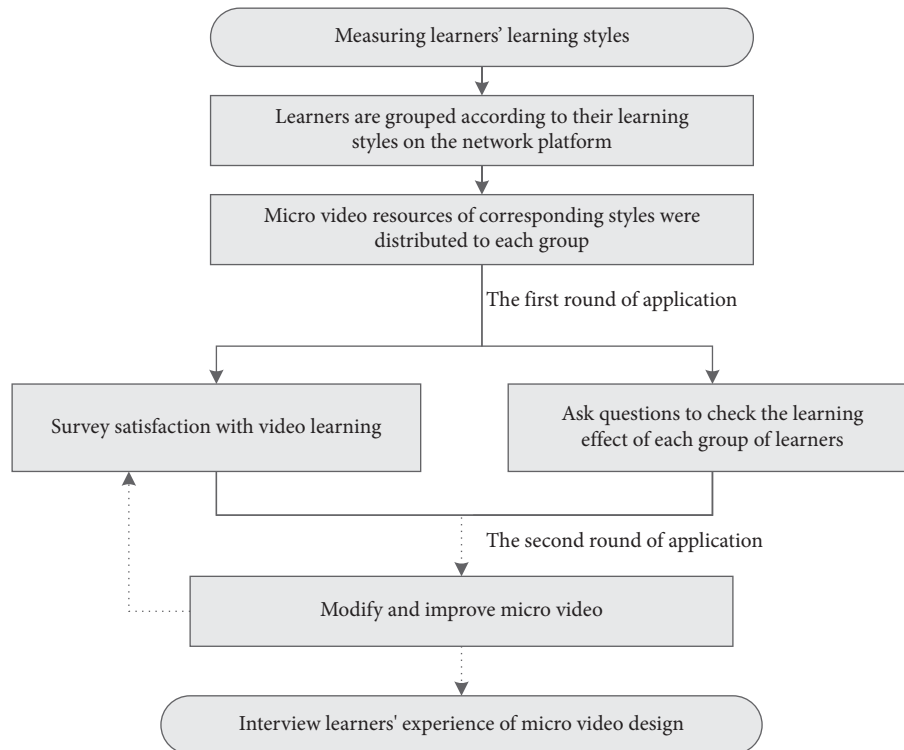 Measuring learners’ learning styles
Learners are grouped according to their learning
styles on the network platform
Micro video resources of corresponding styles were
distributed to each group
The first round of application
Survey satisfaction with video learning
Ask questions to check the learning
effect of each group of learners
The second round of application
Modify and improve micro video
Interview learners' experience of micro video design